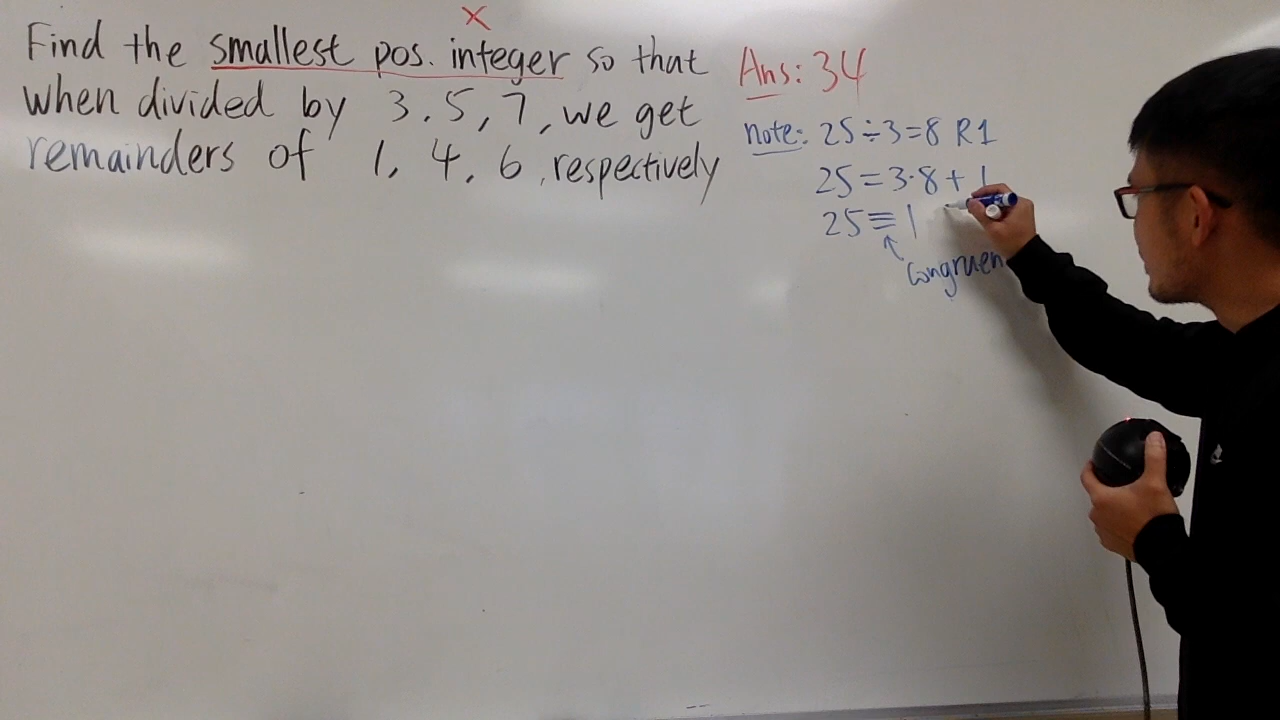 x
Find the smallest pos. integer so that
when divided by 3, 5, 7, we get
remainders of 1, 4, 6, respectively
Ans: 34
note: 25÷3=8 R1
25=3·8+1
25≡1
congruen